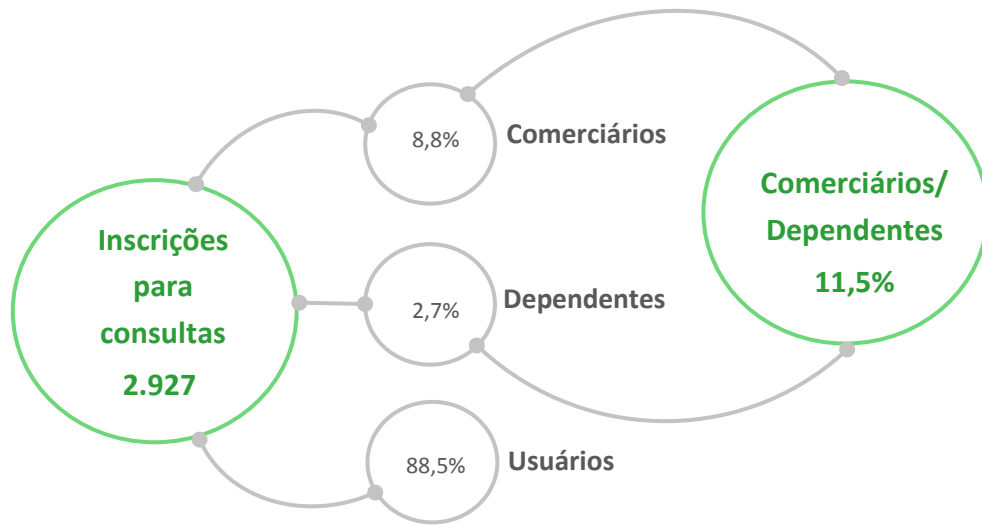 Inscrições
para
consultas
2.927
8,8%
Comerciários
2,7%
Dependentes
88,5%
Usuários
Comerciários/
Dependentes
11,5%